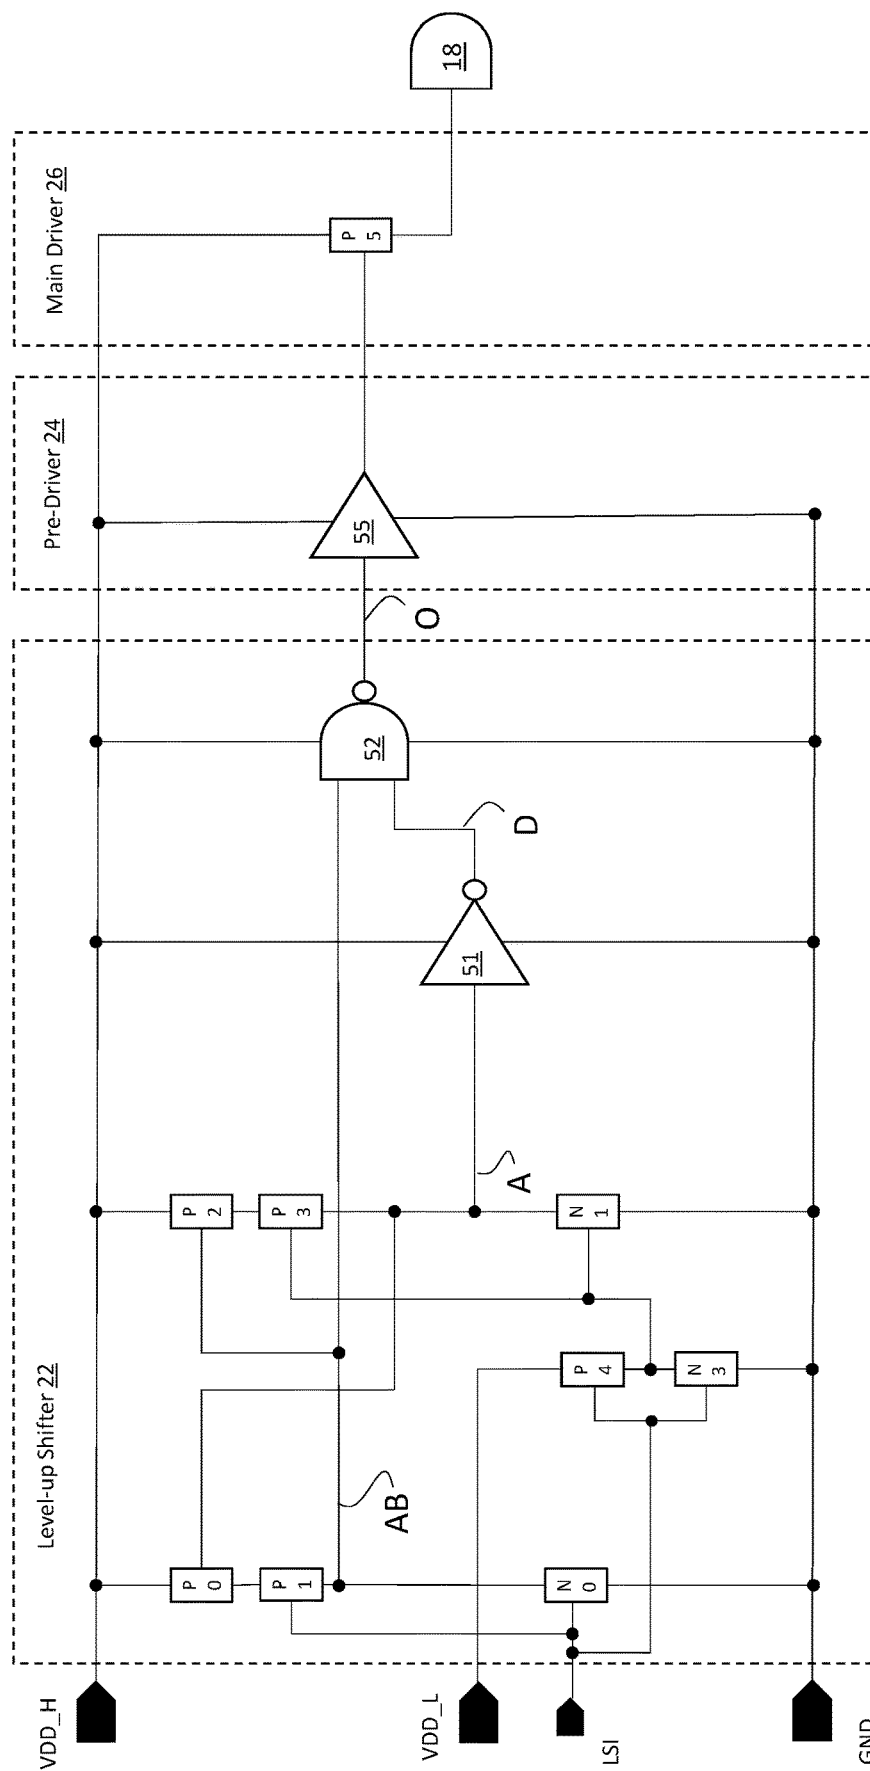 Level-up Shifter 22
Pre-Driver 24
Main Driver 26
VDD_H
VDD_L
LSI
GND
P 0
P 1
N 0
AB
P 4
N 3
P 2
P 3
N 1
A
51
D
52
O
55
P 5
18